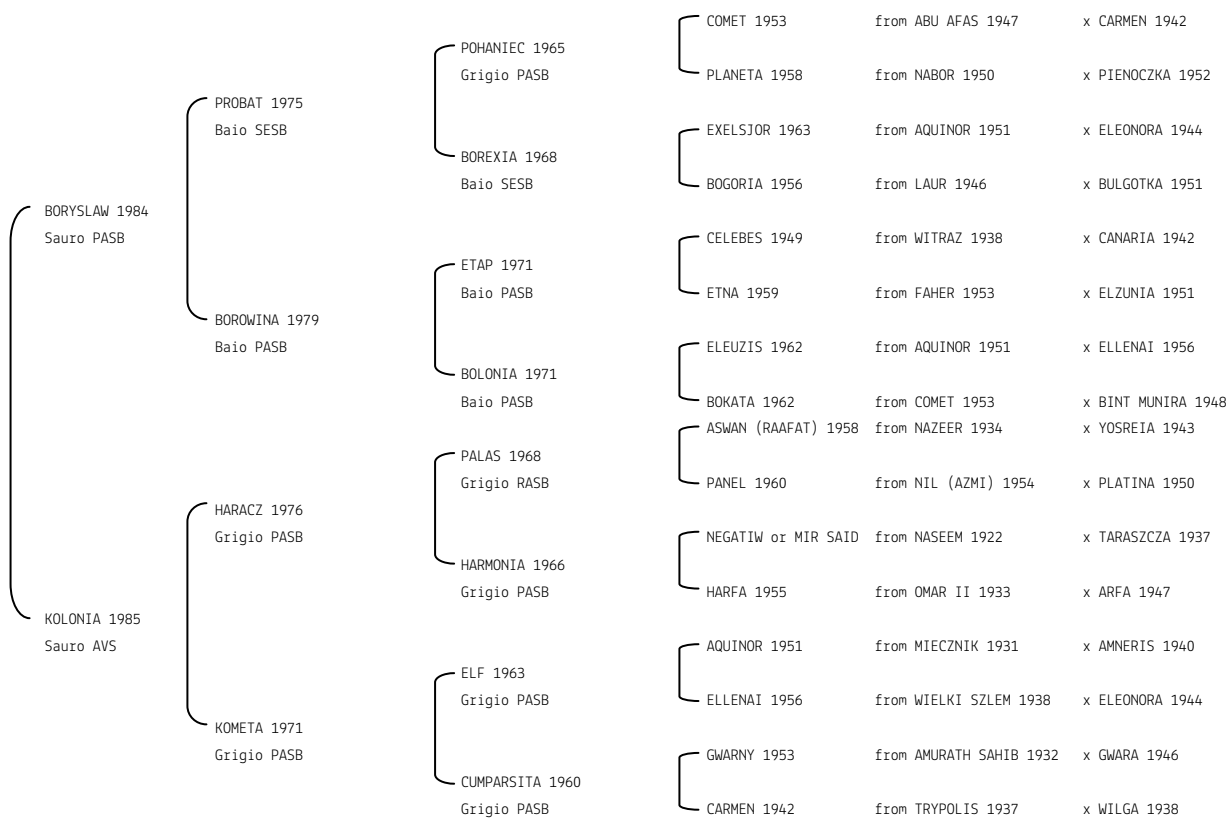 COMET 1953 from ABU AFAS 1947 x CARMEN 1942
POHANIEC 1965
Grigio PASB
PLANETA 1958 from NABOR 1950 x PIENOCZKA 1952
PROBAT 1975
Baio SESB
EXELSJOR 1963 from AQUINOR 1951 x ELEONORA 1944
BOREXIA 1968
Baio SESB
BOGORIA 1956 from LAUR 1946 x BULGOTKA 1951
BORYSLAW 1984
Sauro PASB
CELEBES 1949 from WITRAZ 1938 x CANARIA 1942
ETAP 1971
Baio PASB
ETNA 1959 from FAHER 1953 x ELZUNIA 1951
BOROWINA 1979
Baio PASB
ELEUZIS 1962 from AQUINOR 1951 x ELLENAI 1956
BOLONIA 1971
Baio PASB
BOKATA 1962 from COMET 1953 x BINT MUNIRA 1948
ASWAN (RAAFAT) 1958 from NAZEER 1934 x YOSREIA 1943
PALAS 1968
Grigio RASB
PANEL 1960 from NIL (AZMI) 1954 x PLATINA 1950
HARACZ 1976
Grigio PASB
NEGATIW or MIR SAID from NASEEM 1922 x TARASZCZA 1937
HARMONIA 1966
Grigio PASB
HARFA 1955 from OMAR II 1933 x ARFA 1947
KOLONIA 1985
Sauro AVS
AQUINOR 1951 from MIECZNIK 1931 x AMNERIS 1940
ELF 1963
Grigio PASB
ELLENAI 1956 from WIELKI SZLEM 1938 x ELEONORA 1944
KOMETA 1971
Grigio PASB
GWARNY 1953 from AMURATH SAHIB 1932 x GWARA 1946
CUMPARSITA 1960
Grigio PASB
CARMEN 1942 from TRYPOLIS 1937 x WILGA 1938